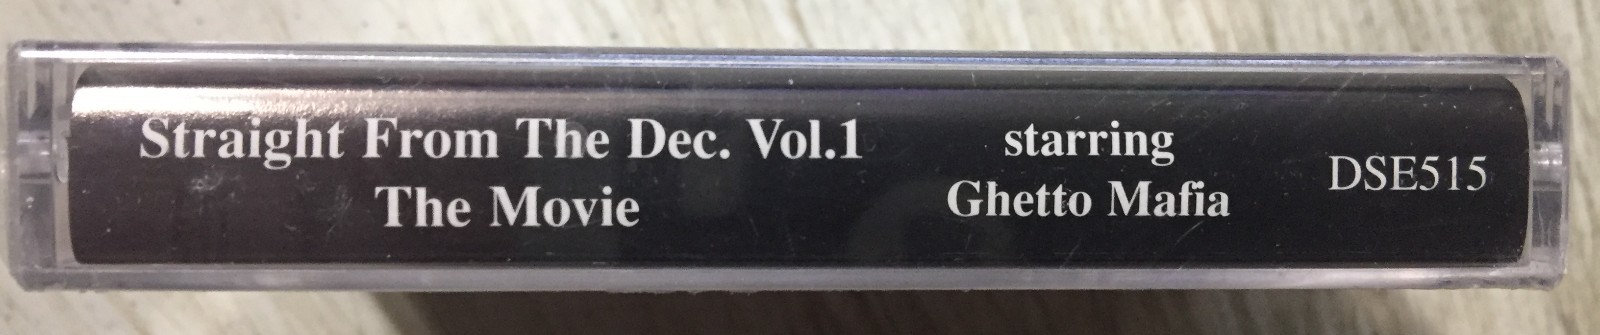 Straight From The Dec. Vol.1
The Movie
starring
Ghetto Mafia
DSE515